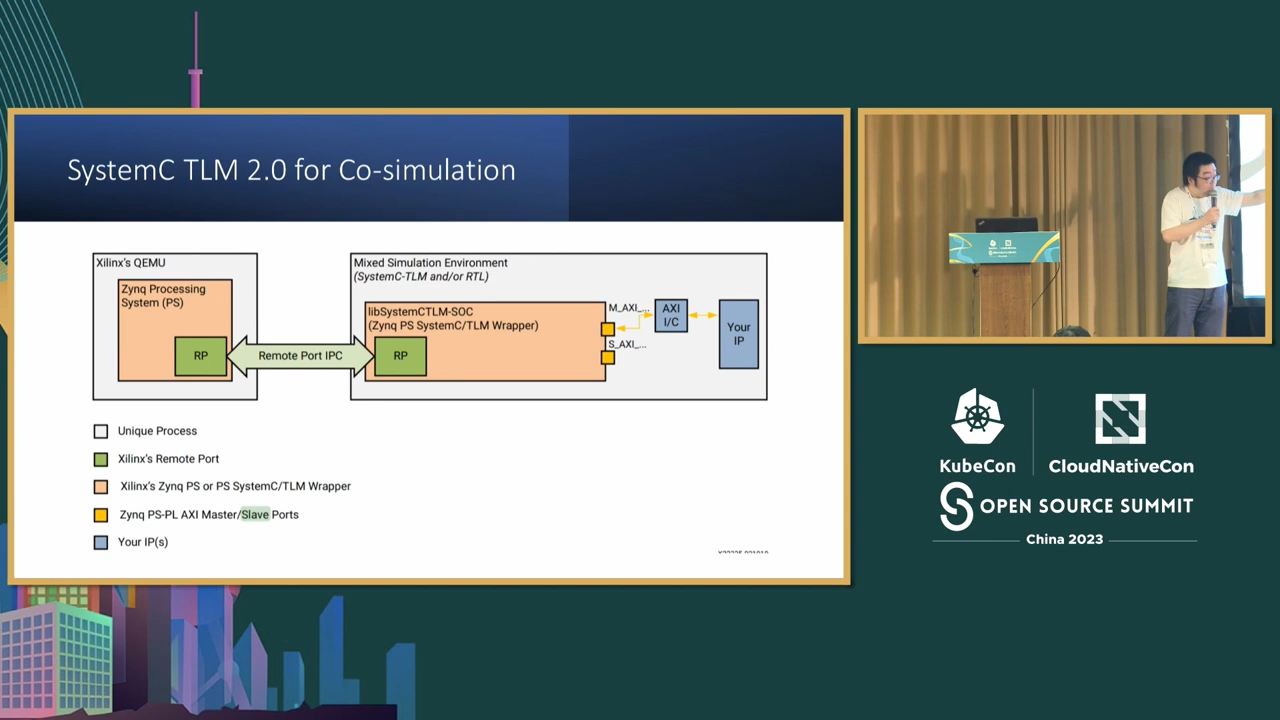 SystemC TLM 2.0 for Co-simulation
Xilinx's QEMU
Zynq Processing
System (PS)
RP
Remote Port IPC
Mixed Simulation Environment
(SystemC-TLM and/or RTL)
libSystemCTLM-SOC
(Zynq PS SystemC/TLM Wrapper)
RP
M_AXI_...
S_AXI_...
AXI
I/C
Your
IP
Unique Process
Xilinx's Remote Port
Xilinx's Zynq PS or PS SystemC/TLM Wrapper
Zynq PS-PL AXI Master/Slave Ports
Your IP(s)
KubeCon
CloudNativeCon
OPEN SOURCE SUMMIT
China 2023